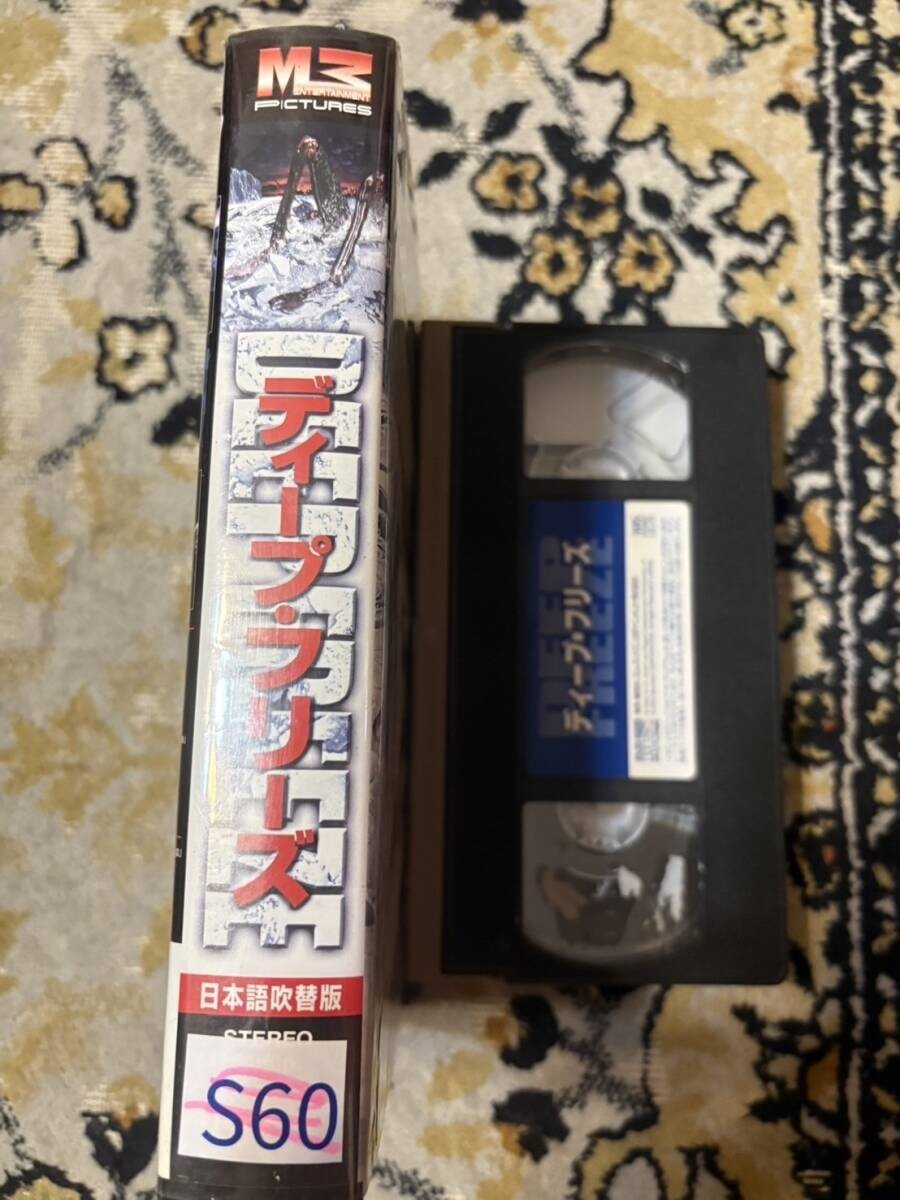 M3
ENTERTAINMENT
PICTURES
DEEP FREEZE
ディープ・フリーズ
日本語吹替版
STEREO
S60
ディープ・フリーズ